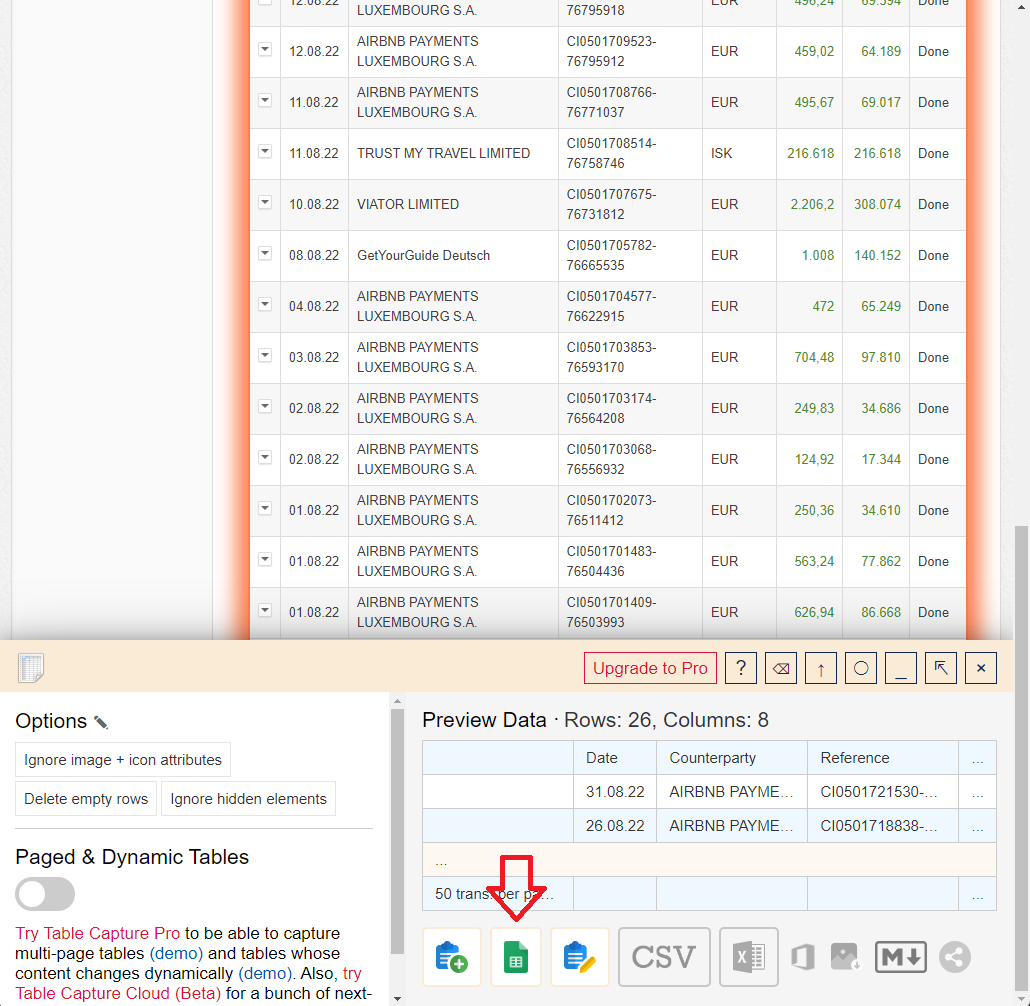 12.08.22 LUXEMBOURG S.A. 76795918 EUR 496,24 69.394 Done
AIRBNB PAYMENTS CI0501709523-
12.08.22 LUXEMBOURG S.A. 76795912 EUR 459,02 64.189 Done
AIRBNB PAYMENTS CI0501708766-
11.08.22 LUXEMBOURG S.A. 76771037 EUR 495,67 69.017 Done
CI0501708514-
11.08.22 TRUST MY TRAVEL LIMITED 76758746 ISK 216.618 216.618 Done
CI0501707675-
10.08.22 VIATOR LIMITED 76731812 EUR 2.206,2 308.074 Done
CI0501705782-
08.08.22 GetYourGuide Deutsch 76665535 EUR 1.008 140.152 Done
AIRBNB PAYMENTS CI0501704577-
04.08.22 LUXEMBOURG S.A. 76622915 EUR 472 65.249 Done
AIRBNB PAYMENTS CI0501703853-
03.08.22 LUXEMBOURG S.A. 76593170 EUR 704,48 97.810 Done
AIRBNB PAYMENTS CI0501703174-
02.08.22 LUXEMBOURG S.A. 76564208 EUR 249,83 34.686 Done
AIRBNB PAYMENTS CI0501703068-
02.08.22 LUXEMBOURG S.A. 76556932 EUR 124,92 17.344 Done
AIRBNB PAYMENTS CI0501702073-
01.08.22 LUXEMBOURG S.A. 76511412 EUR 250,36 34.610 Done
AIRBNB PAYMENTS CI0501701483-
01.08.22 LUXEMBOURG S.A. 76504436 EUR 563,24 77.862 Done
AIRBNB PAYMENTS CI0501701409-
01.08.22 LUXEMBOURG S.A. 76503993 EUR 626,94 86.668 Done
Upgrade to Pro ?
Options
Ignore image + icon attributes
Delete empty rows Ignore hidden elements
Paged & Dynamic Tables
Try Table Capture Pro to be able to capture
multi-page tables (demo) and tables whose
content changes dynamically (demo). Also, try
Table Capture Cloud (Beta) for a bunch of next-
Preview Data · Rows: 26, Columns: 8
Date Counterparty Reference ...
31.08.22 AIRBNB PAYME... CI0501721530-... ...
26.08.22 AIRBNB PAYME... CI0501718838-... ...
...
50 trans. per pa... ...
CSV M